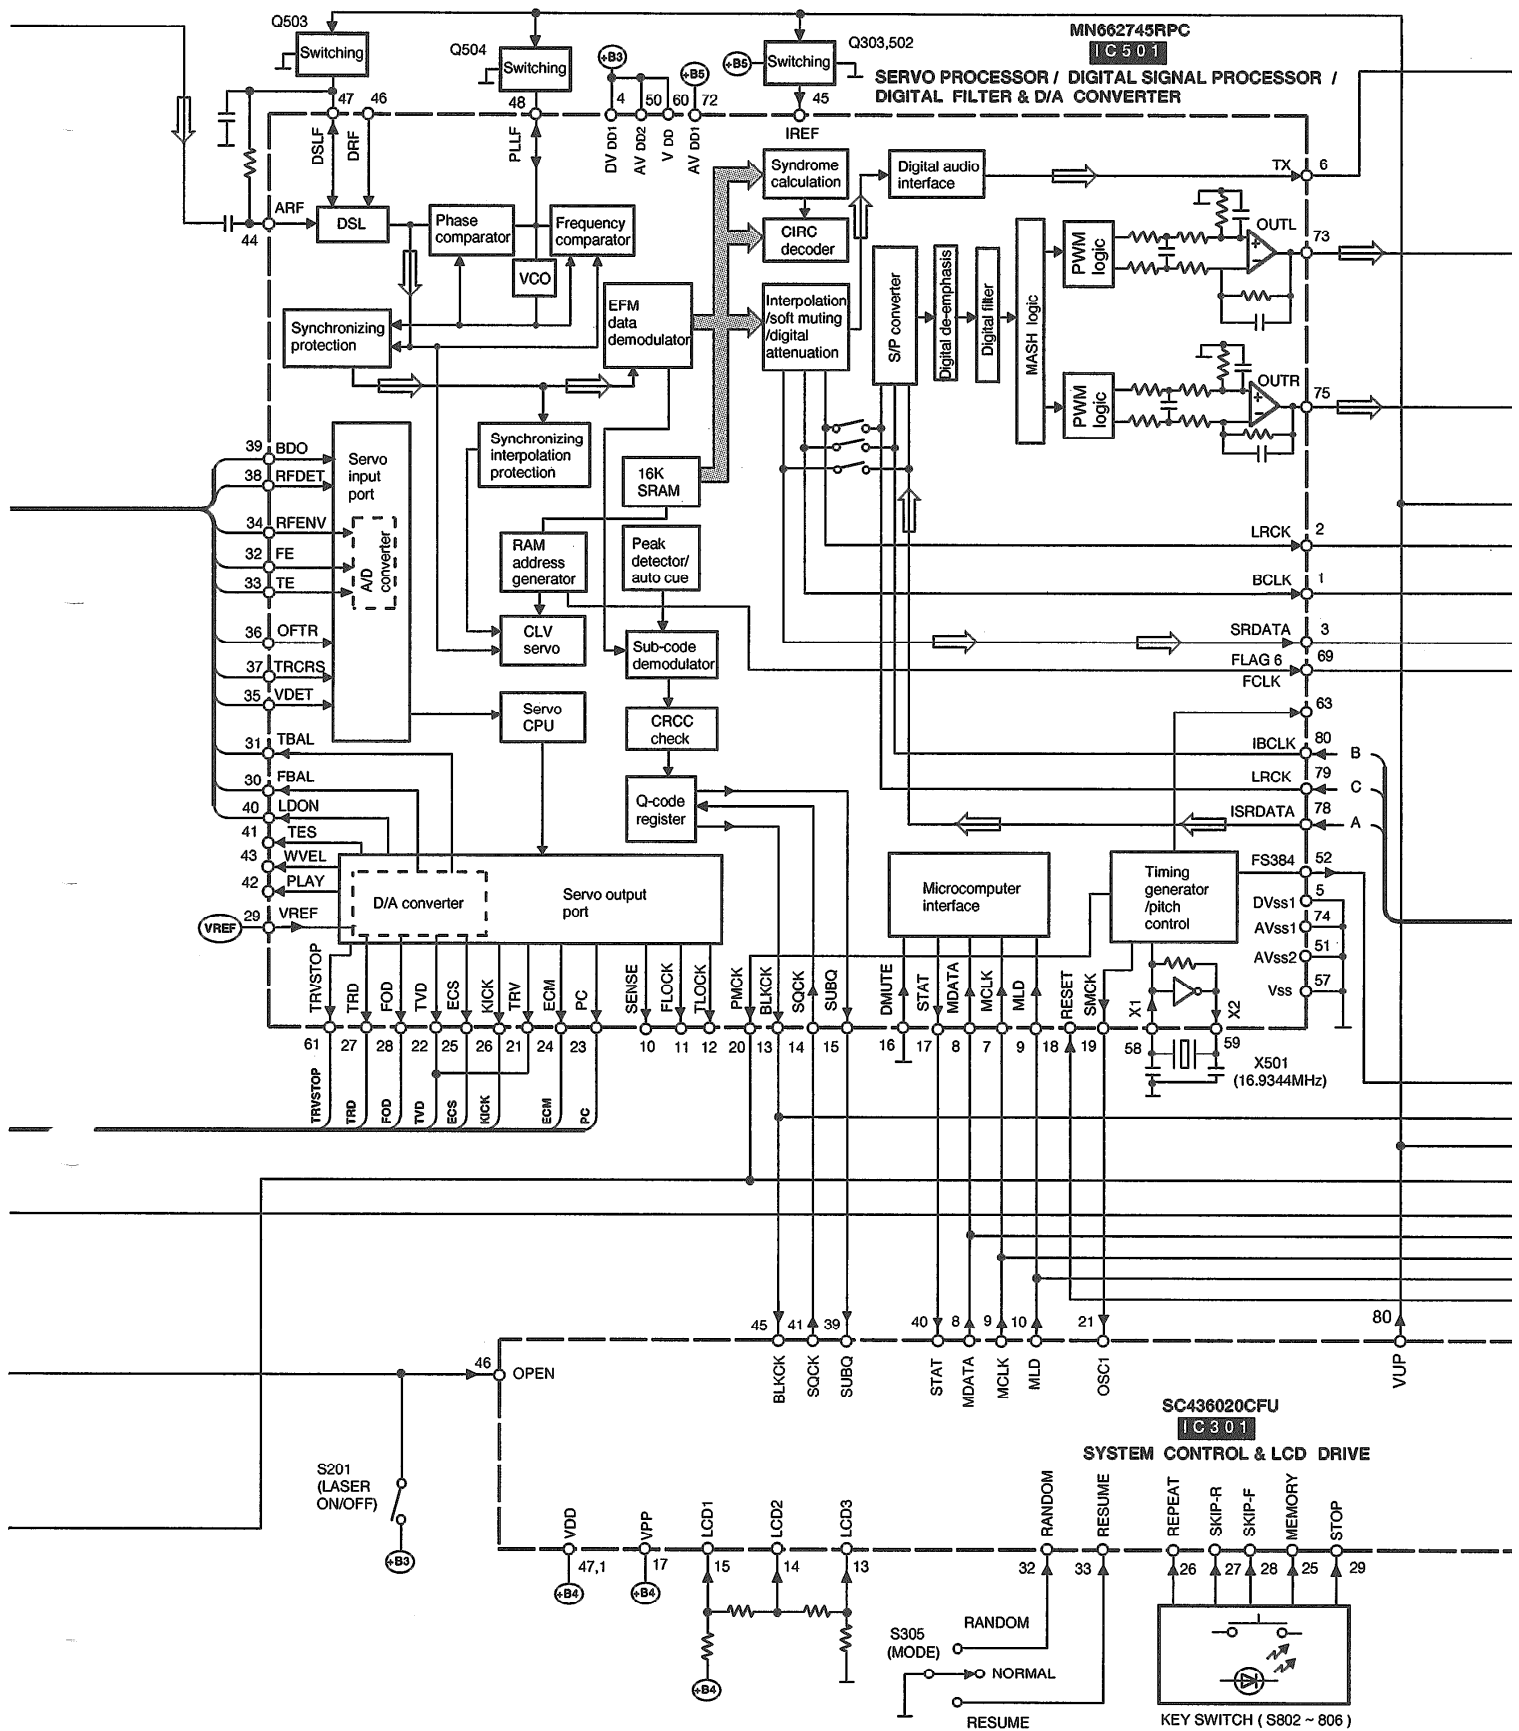 Q503
Switching
Q504
Switching
+B3
+B5
+B5
Switching
Q303,502
MN662745RPC
IC501
SERVO PROCESSOR / DIGITAL SIGNAL PROCESSOR /
DIGITAL FILTER & D/A CONVERTER
47
46
48
4
50
60
72
45
DSLF
DRF
PLLF
DV DD1
AV DD2
V DD
AV DD1
IREF
ARF
44
DSL
Phase
comparator
Frequency
comparator
VCO
Synchronizing
protection
EFM
data
demodulator
Syndrome
calculation
CIRC
decoder
Digital audio
interface
TX
6
Interpolation
/soft muting
/digital
attenuation
S/P converter
Digital de-emphasis
Digital filter
MASH logic
PWM
logic
OUTL
73
PWM
logic
OUTR
75
Synchronizing
interpolation
protection
16K
SRAM
RAM
address
generator
Peak
detector/
auto cue
CLV
servo
Sub-code
demodulator
Servo
CPU
CRCC
check
Q-code
register
Servo
input
port
A/D
converter
39
BDO
38
RFDET
34
RFENV
32
FE
33
TE
36
OFTR
37
TRCRS
35
VDET
31
TBAL
30
FBAL
40
LDON
41
TES
43
WVEL
42
PLAY
VREF
29
VREF
D/A converter
Servo output
port
Microcomputer
interface
Timing
generator
/pitch
control
LRCK
2
BCLK
1
SRDATA
3
FLAG 6
69
FCLK
63
IBCLK
80
B
LRCK
79
C
ISRDATA
78
A
FS384
52
5
DVss1
74
AVss1
51
AVss2
57
Vss
TRVSTOP
TRD
FOD
TVD
ECS
KICK
TRV
ECM
PC
SENSE
FLOCK
TLOCK
PMCK
BLKCK
SQCK
SUBQ
DMUTE
STAT
MDATA
MCLK
MLD
RESET
SMCK
X1
X2
61
27
28
22
25
26
21
24
23
10
11
12
20
13
14
15
16
17
8
7
9
18
19
58
59
X501
(16.9344MHz)
TRVSTOP
TRD
FOD
TVD
ECS
KICK
ECM
PC
45
41
39
40
8
9
10
21
80
46
OPEN
BLKCK
SQCK
SUBQ
STAT
MDATA
MCLK
MLD
OSC1
VUP
SC436020CFU
IC301
SYSTEM CONTROL & LCD DRIVE
S201
(LASER
ON/OFF)
+B3
VDD
VPP
LCD1
LCD2
LCD3
RANDOM
RESUME
REPEAT
SKIP-R
SKIP-F
MEMORY
STOP
47,1
17
15
14
13
32
33
26
27
28
25
29
+B4
+B4
+B4
S305
(MODE)
RANDOM
NORMAL
RESUME
KEY SWITCH ( S802 ~ 806 )